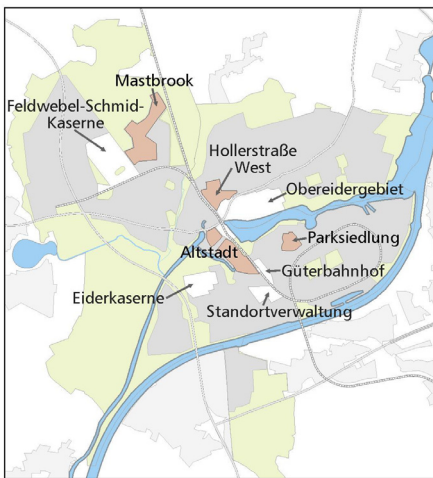 Mastbrook
Feldwebel-Schmid-
Kaserne
Hollerstraße
West
Obereidergebiet
Altstadt
Parksiedlung
Güterbahnhof
Eiderkaserne
Standortverwaltung